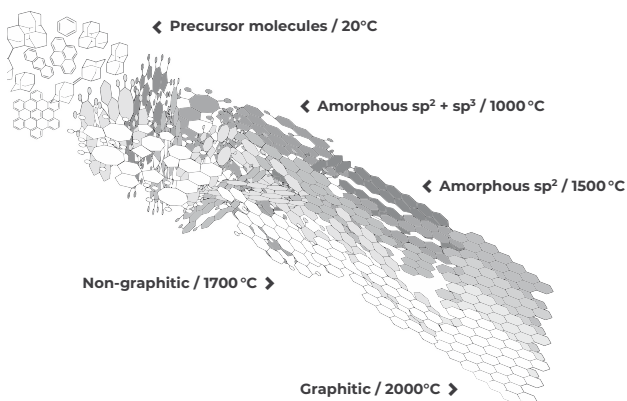 Precursor molecules / 20°C
Amorphous sp² + sp³ / 1000 °C
Amorphous sp² / 1500 °C
Non-graphitic / 1700 °C
Graphitic / 2000°C